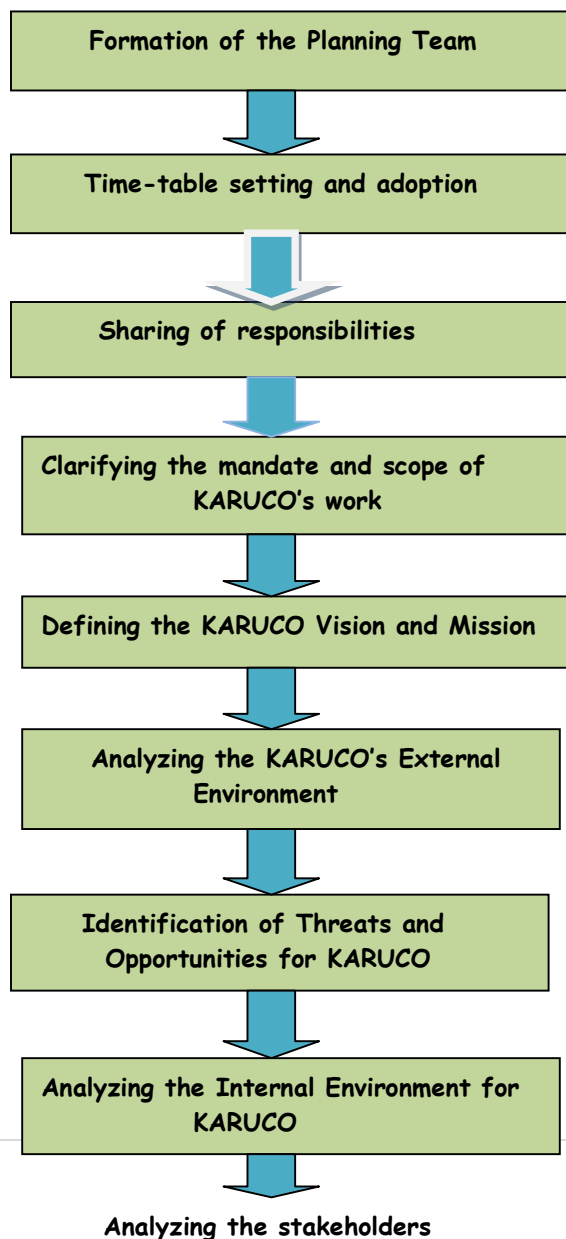 Formation of the Planning Team
Time-table setting and adoption
Sharing of responsibilities
Clarifying the mandate and scope of
KARUCO’s work
Defining the KARUCO Vision and Mission
Analyzing the KARUCO’s External
Environment
Identification of Threats and
Opportunities for KARUCO
Analyzing the Internal Environment for
KARUCO
Analyzing the stakeholders